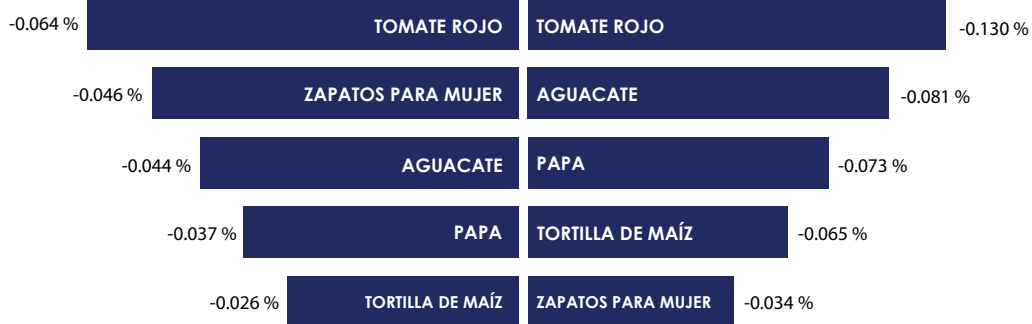 -0.064 % TOMATE ROJO TOMATE ROJO -0.130 %
-0.046 % ZAPATOS PARA MUJER AGUACATE -0.081 %
-0.044 % AGUACATE PAPA -0.073 %
-0.037 % PAPA TORTILLA DE MAÍZ -0.065 %
-0.026 % TORTILLA DE MAÍZ ZAPATOS PARA MUJER -0.034 %